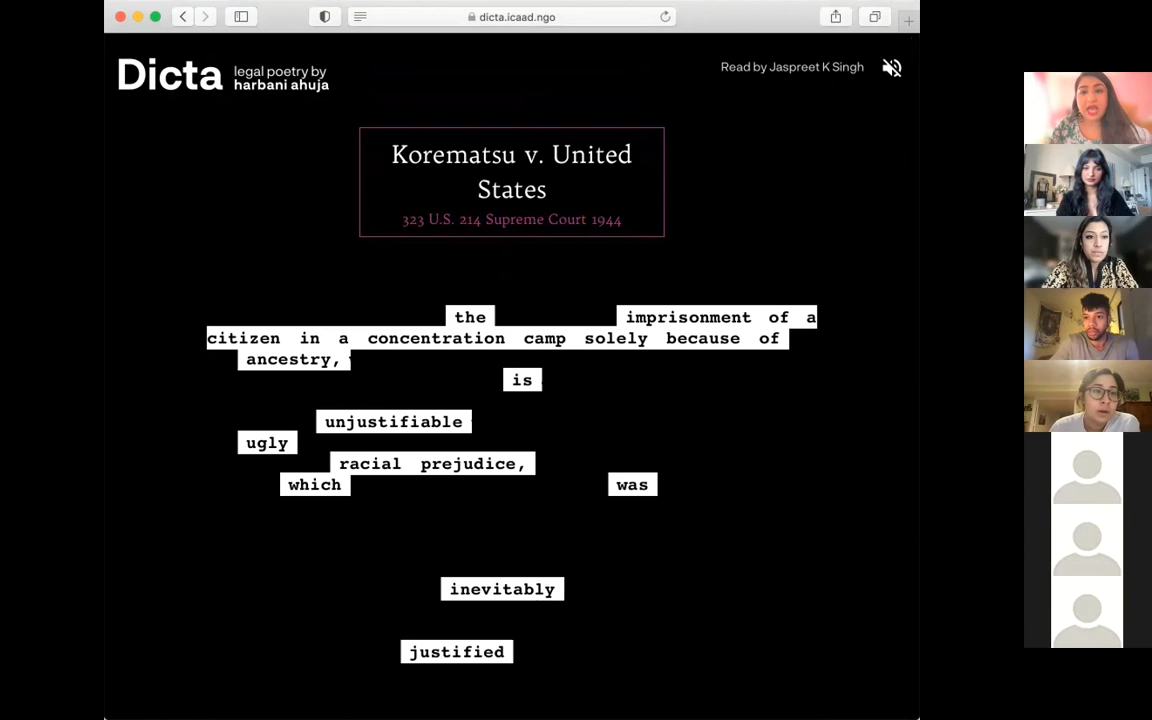 dicta.icaad.ngo
Dicta
legal poetry by
harbani ahuja
Read by Jaspreet K Singh
Korematsu v. United
States
323 U.S. 214 Supreme Court 1944
the imprisonment of a
citizen in a concentration camp solely because of
ancestry,
is
unjustifiable
ugly
racial prejudice,
which was
inevitably
justified